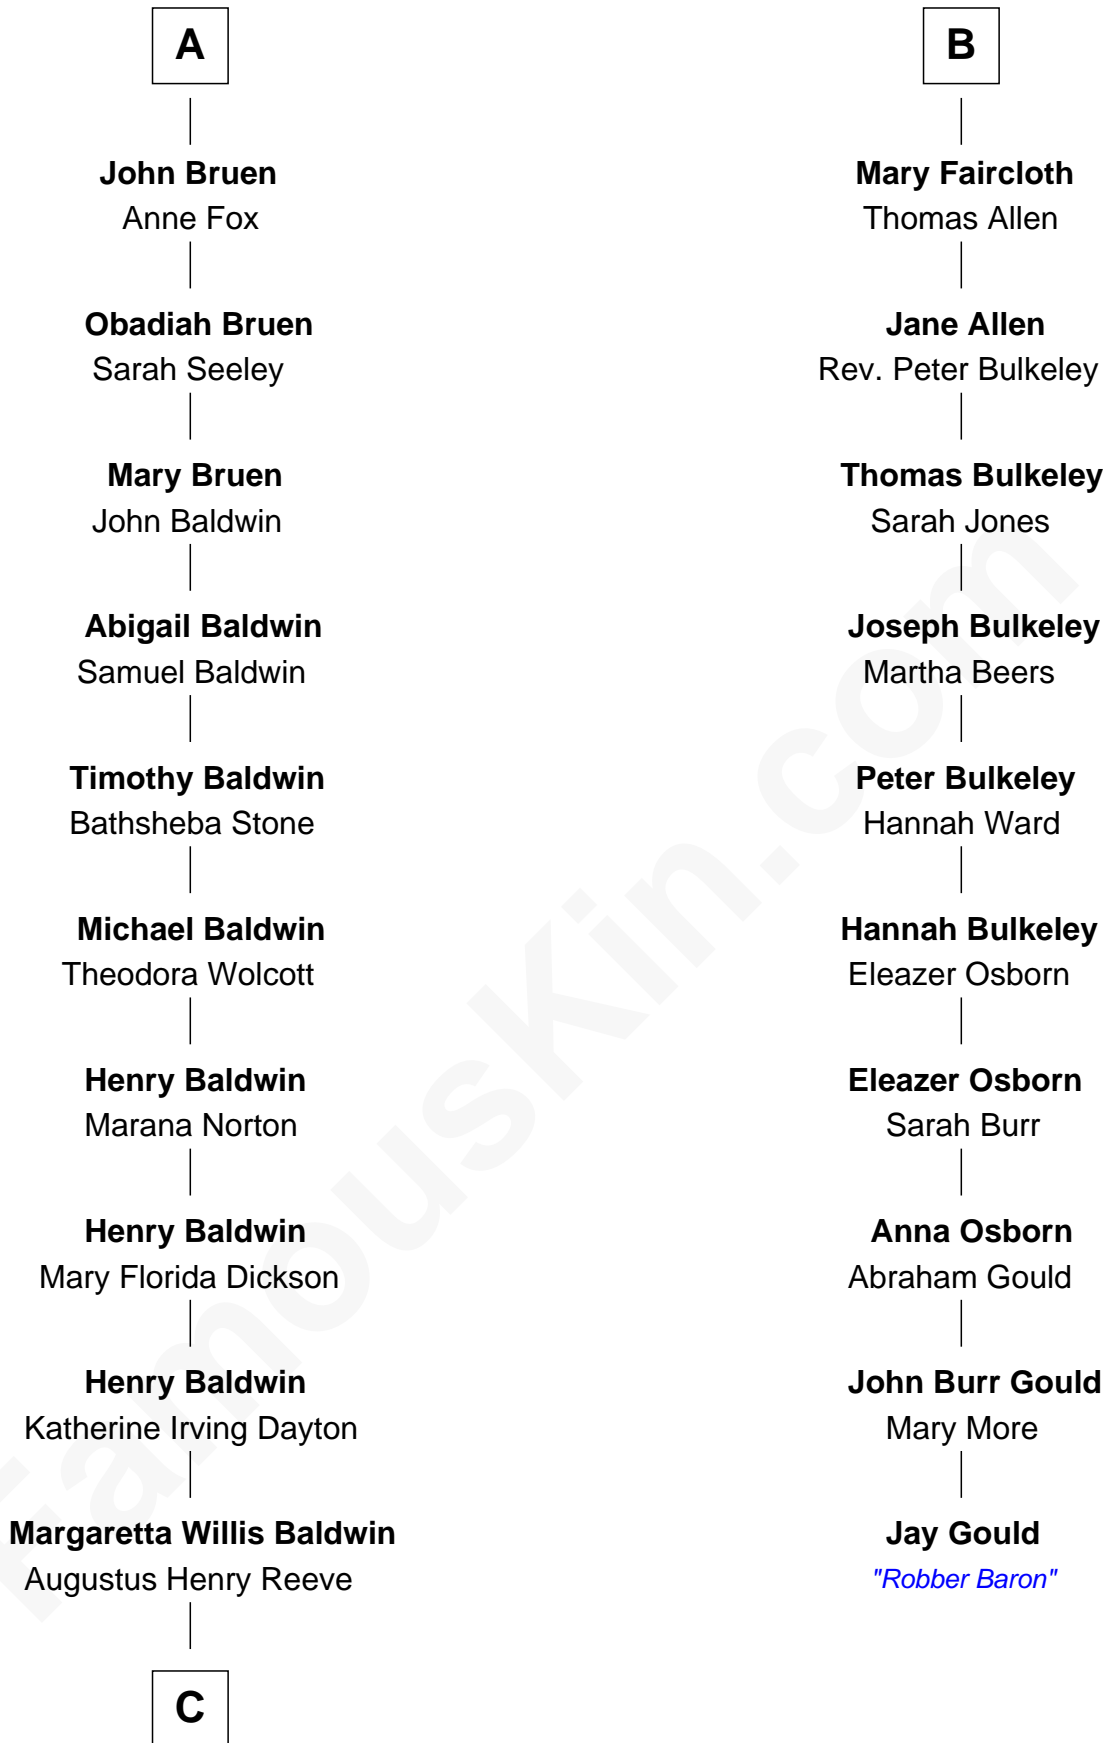 A
John Bruen
Anne Fox
Obadiah Bruen
Sarah Seeley
Mary Bruen
John Baldwin
Abigail Baldwin
Samuel Baldwin
Timothy Baldwin
Bathsheba Stone
Michael Baldwin
Theodora Wolcott
Henry Baldwin
Marana Norton
Henry Baldwin
Mary Florida Dickson
Henry Baldwin
Katherine Irving Dayton
Margaretta Willis Baldwin
Augustus Henry Reeve
C
B
Mary Faircloth
Thomas Allen
Jane Allen
Rev. Peter Bulkeley
Thomas Bulkeley
Sarah Jones
Joseph Bulkeley
Martha Beers
Peter Bulkeley
Hannah Ward
Hannah Bulkeley
Eleazer Osborn
Eleazer Osborn
Sarah Burr
Anna Osborn
Abraham Gould
John Burr Gould
Mary More
Jay Gould
"Robber Baron"
FamousKin.com